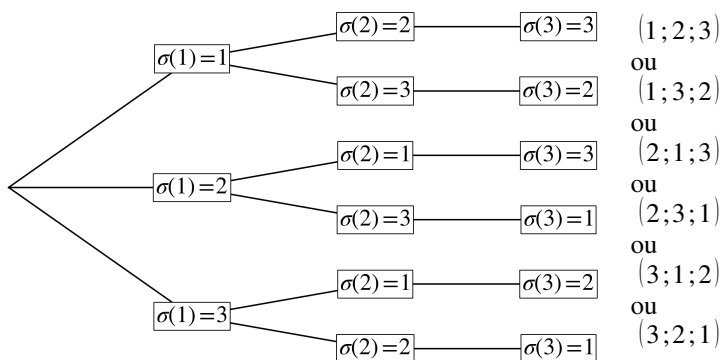 σ(2)=2 σ(3)=3 (1;2;3)
σ(1)=1
ou
σ(2)=3 σ(3)=2 (1;3;2)
ou
σ(2)=1 σ(3)=3 (2;1;3)
σ(1)=2
ou
σ(2)=3 σ(3)=1 (2;3;1)
ou
σ(2)=1 σ(3)=2 (3;1;2)
σ(1)=3
ou
σ(2)=2 σ(3)=1 (3;2;1)